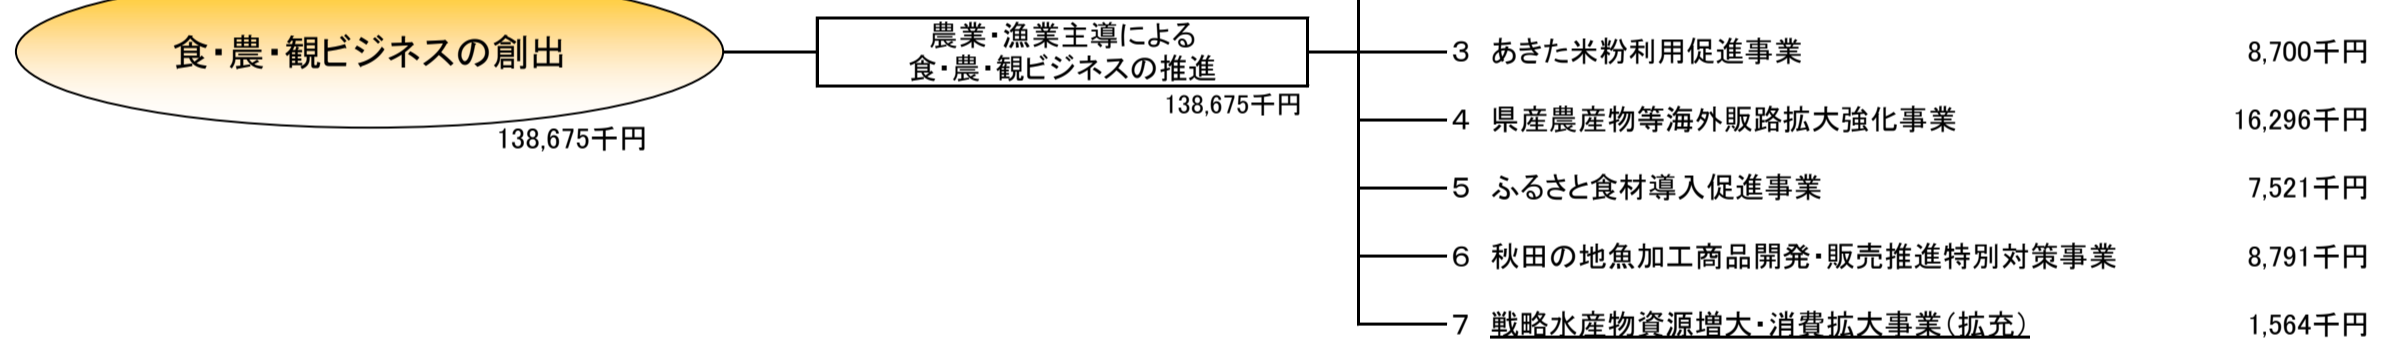 食・農・観ビジネスの創出
138,675千円
農業・漁業主導による
食・農・観ビジネスの推進
138,675千円
3 あきた米粉利用促進事業 8,700千円
4 県産農産物等海外販路拡大強化事業 16,296千円
5 ふるさと食材導入促進事業 7,521千円
6 秋田の地魚加工商品開発・販売推進特別対策事業 8,791千円
7 戦略水産物資源増大・消費拡大事業(拡充) 1,564千円